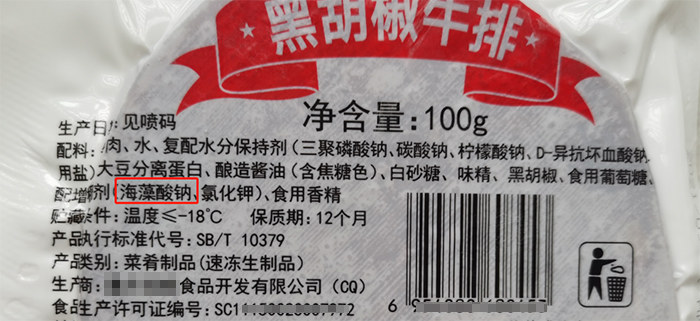 黑胡椒牛排
净含量：100g
生产日 见喷码
配料：肉、水、复配水分保持剂（三聚磷酸钠、碳酸钠、柠檬酸钠、D-异抗坏血酸钠、
用盐）大豆分离蛋白、酿造酱油（含焦糖色）、白砂糖、味精、黑胡椒、食用葡萄糖、
配增 剂（海藻酸钠、氯化钾）、食用香精
贮藏条件：温度≤-18℃ 保质期：12个月
产品执行标准代号：SB/T 10379
产品类别：菜肴制品（速冻生制品）
生产商： 食品开发有限公司（CQ）
食品生产许可证编号：SC1